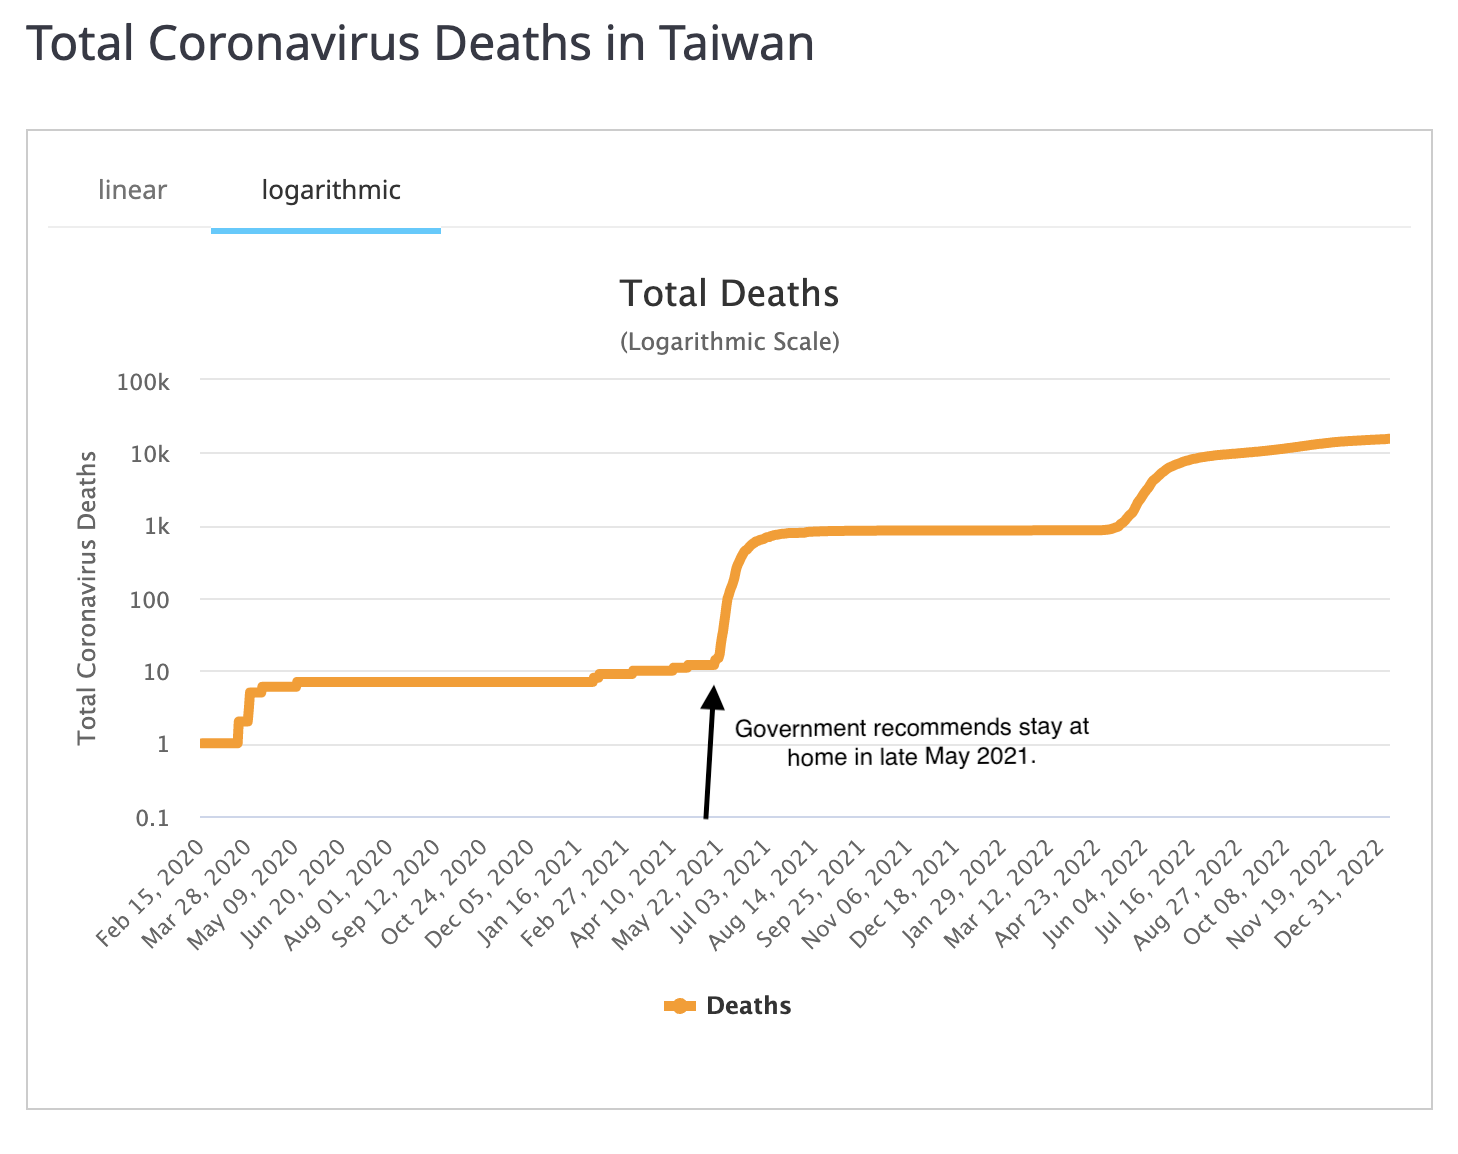 Total Coronavirus Deaths in Taiwan
linear
logarithmic
Total Deaths
(Logarithmic Scale)
Total Coronavirus Deaths
100k
10k
1k
100
10
1
0.1
Government recommends stay at
home in late May 2021.
Feb 15, 2020
Mar 28, 2020
May 09, 2020
Jun 20, 2020
Aug 01, 2020
Sep 12, 2020
Oct 24, 2020
Dec 05, 2020
Jan 16, 2021
Feb 27, 2021
Apr 10, 2021
May 22, 2021
Jul 03, 2021
Aug 14, 2021
Sep 25, 2021
Nov 06, 2021
Dec 18, 2021
Jan 29, 2022
Mar 12, 2022
Apr 23, 2022
Jun 04, 2022
Jul 16, 2022
Aug 27, 2022
Oct 08, 2022
Nov 19, 2022
Dec 31, 2022
Deaths